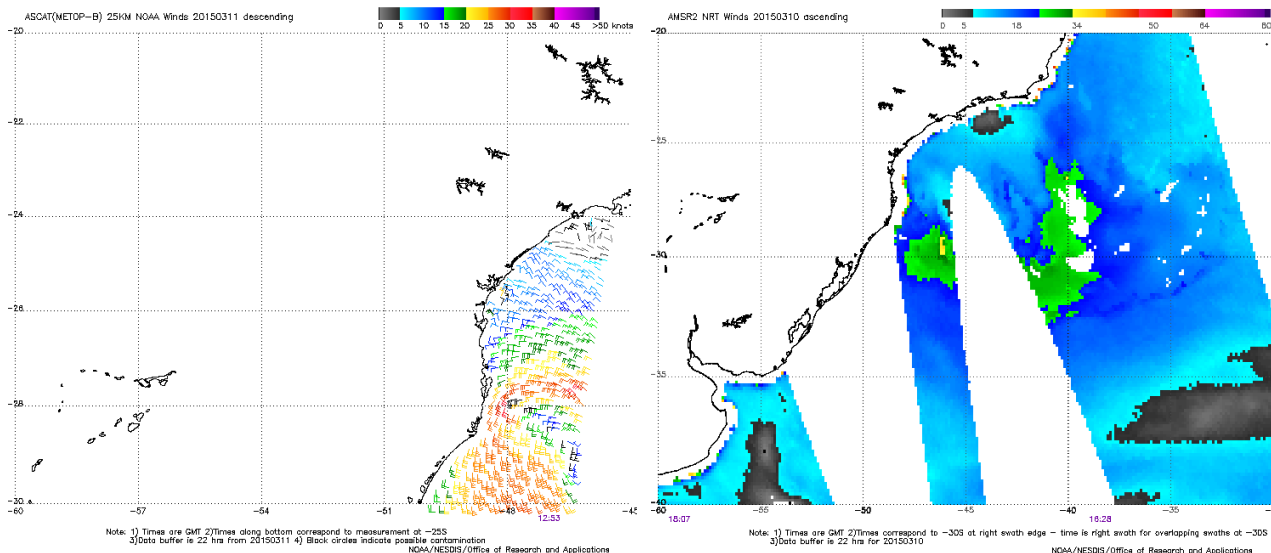 ASCAT(METOP-B) 25KM NOAA Winds 20150311 descending
0 5 10 15 20 25 30 35 40 >50 knots
-20
-22
-24
-26
-28
-30
-60 -57 -54 -51 -48 -45
12:53
Note: 1) Times are GMT 2)Times along bottom correspond to measurement at -25S
3)Data buffer is 22 hrs from 20150311 4) Black circles indicate possible contamination
NOAA/NESDIS/Office of Research and Applications
AMSR2 NRT Winds 20150310 ascending
0 5 18 34 50 64 80
-20
-25
-30
-35
-40
-60 -55 -50 -45 -40 -35 -30
18:07 16:28
Note: 1) Times are GMT 2)Times correspond to -30S at right swath edge - time is right swath for overlapping swaths at -30S
3)Data buffer is 22 hrs for 20150310
NOAA/NESDIS/Office of Research and Applications